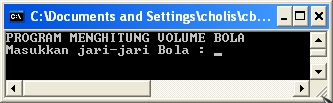 C:\Documents and Settings\cholis\cb...
PROGRAM MENGHITUNG VOLUME BOLA
Masukkan jari-jari Bola : _